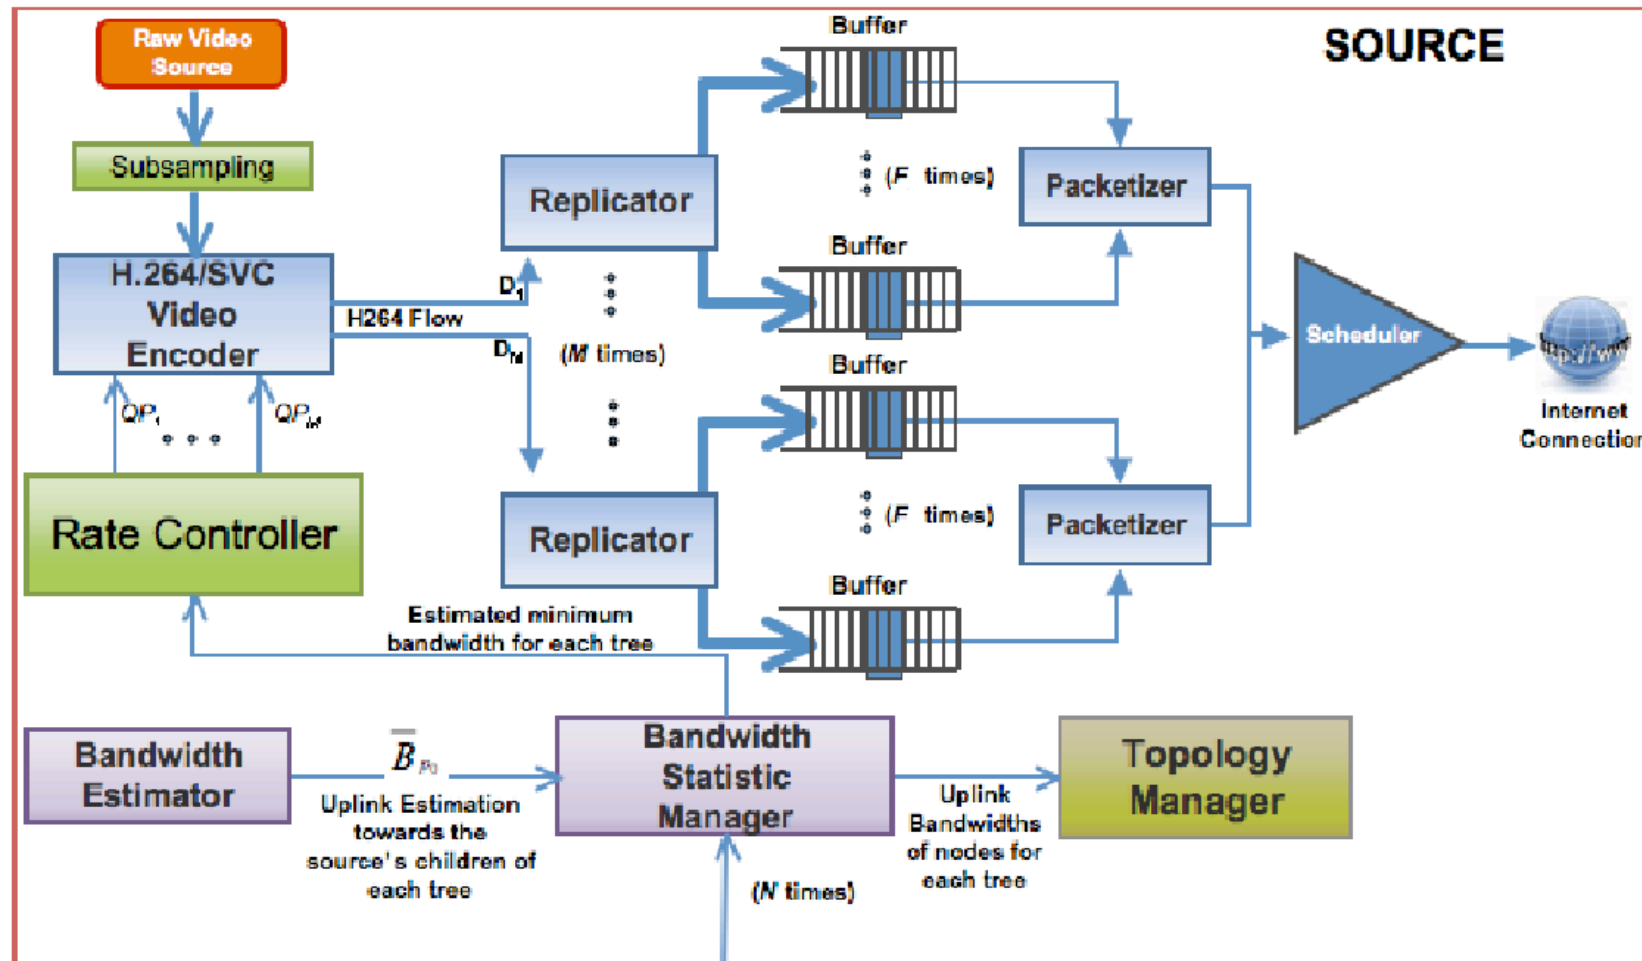 SOURCE
Raw Video
Source
Subsampling
H.264/SVC
Video
Encoder
D1
H264 Flow
DM
QP1
QPM
Rate Controller
Replicator
(M times)
Replicator
Buffer
(F times)
Buffer
Buffer
(F times)
Buffer
Packetizer
Packetizer
Scheduler
Internet
Connection
Estimated minimum
bandwidth for each tree
Bandwidth
Estimator
B̅p0
Uplink Estimation
towards the
source's children of
each tree
Bandwidth
Statistic
Manager
(N times)
Uplink
Bandwidths
of nodes for
each tree
Topology
Manager